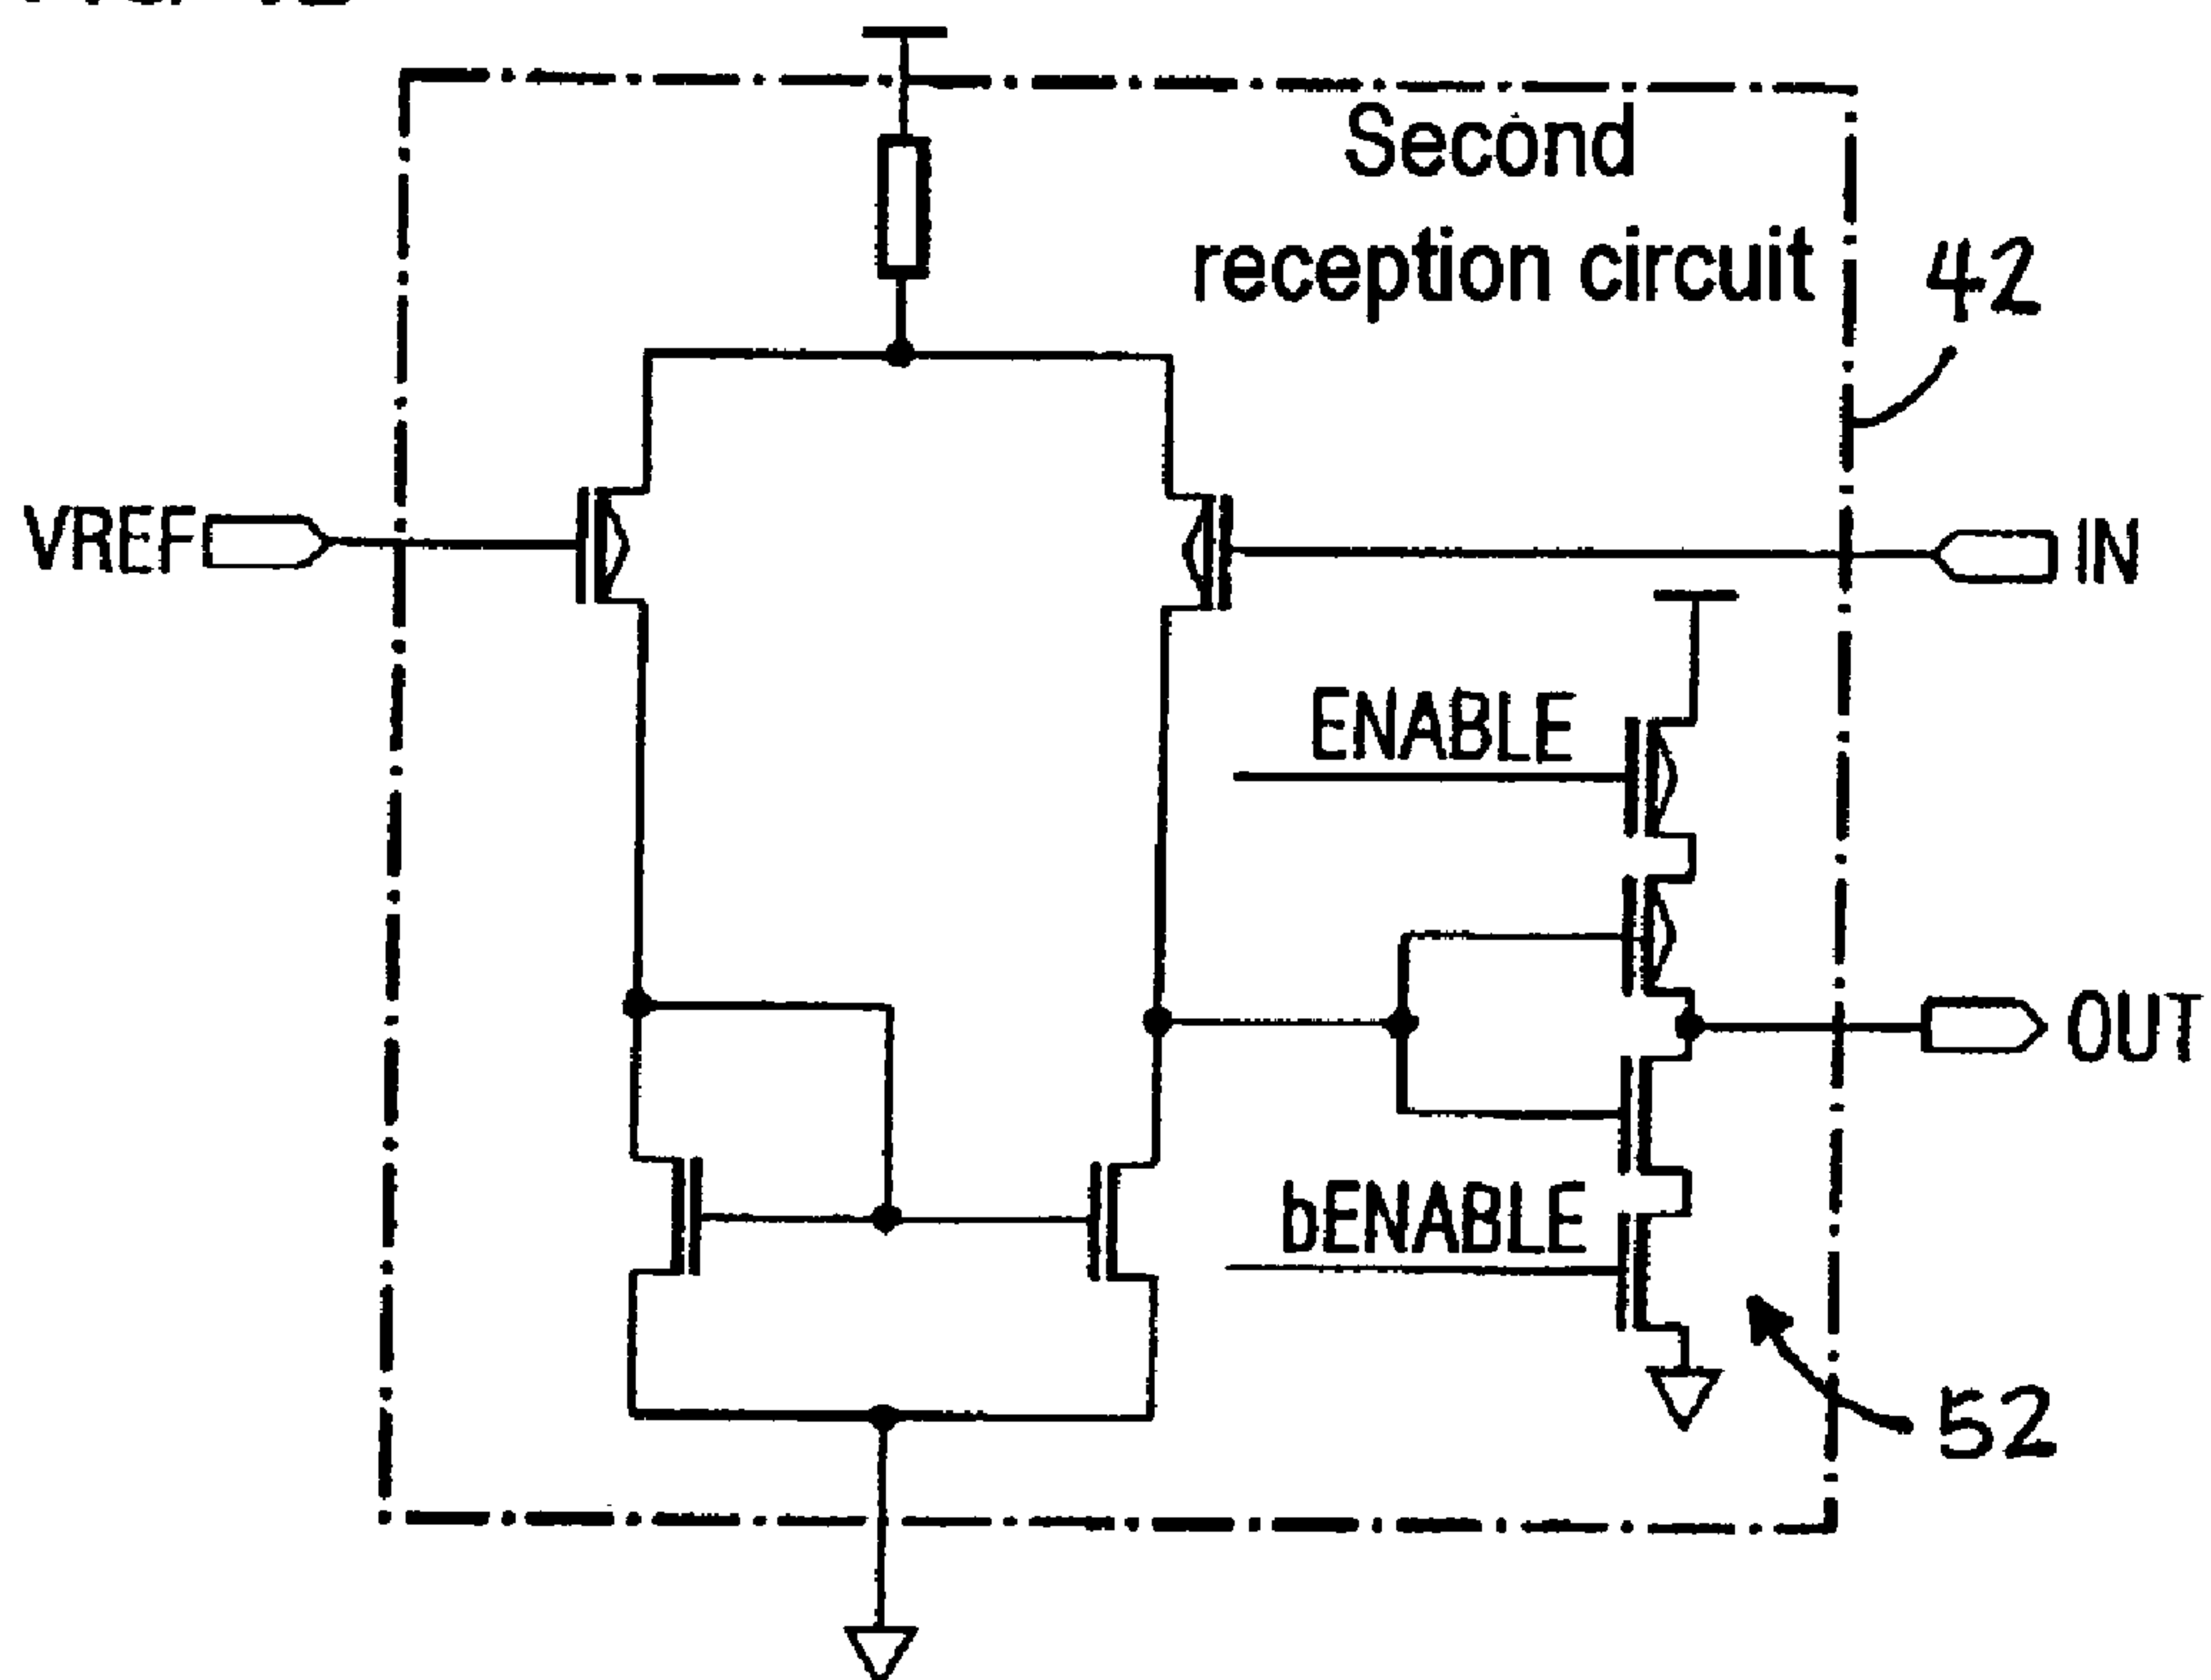 Second
reception circuit
42
VREF
IN
ENABLE
OUT
bENABLE
52